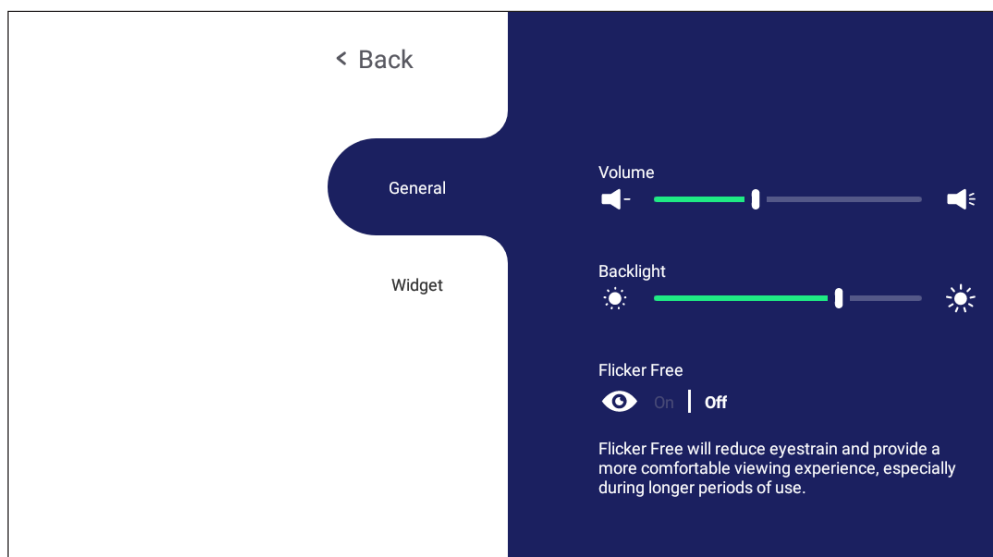 < Back
General
Widget
Volume
Backlight
Flicker Free
On | Off
Flicker Free will reduce eyestrain and provide a
more comfortable viewing experience, especially
during longer periods of use.